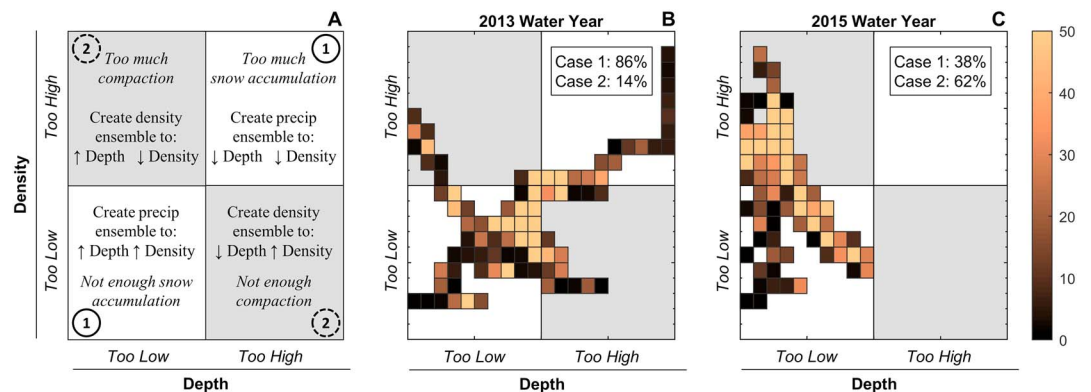 A
2
Too much
compaction
Create density
ensemble to:
↑ Depth ↓ Density
1
Too much
snow accumulation
Create precip
ensemble to:
↓ Depth ↓ Density
Create precip
ensemble to:
↑ Depth ↑ Density
Not enough snow
accumulation
1
Create density
ensemble to:
↓ Depth ↑ Density
Not enough
compaction
2
Density
Too High
Too Low
Too Low
Too High
Depth
2013 Water Year
B
Case 1: 86%
Case 2: 14%
Too High
Too Low
Too Low
Too High
Depth
2015 Water Year
C
Case 1: 38%
Case 2: 62%
Too High
Too Low
Too Low
Too High
Depth
50
40
30
20
10
0